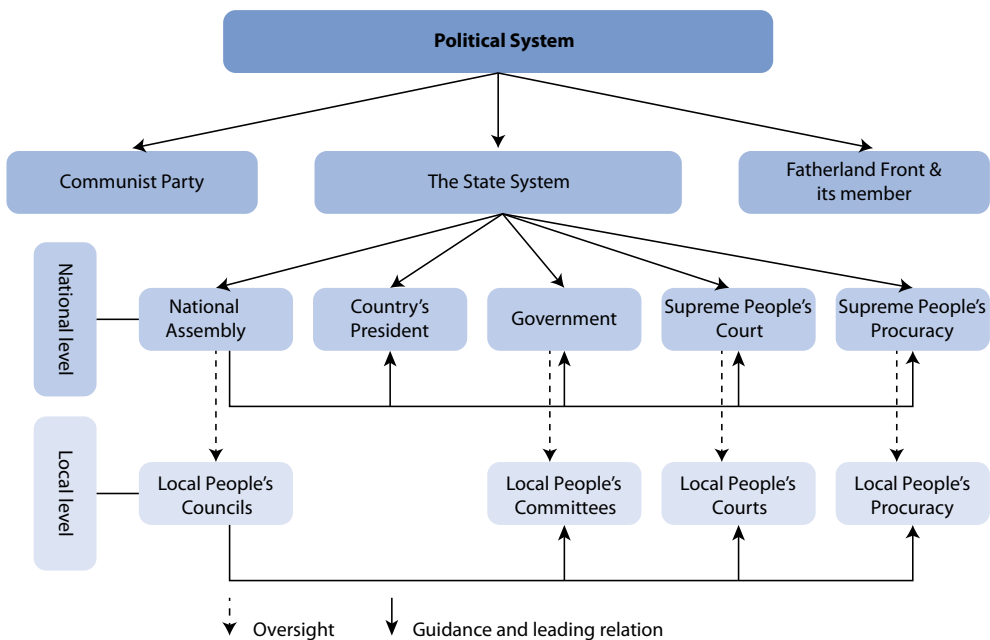 Political System
Communist Party
The State System
Fatherland Front &
its member
National level
National
Assembly
Country’s
President
Government
Supreme People’s
Court
Supreme People’s
Procuracy
Local level
Local People’s
Councils
Local People’s
Committees
Local People’s
Courts
Local People’s
Procuracy
Oversight
Guidance and leading relation